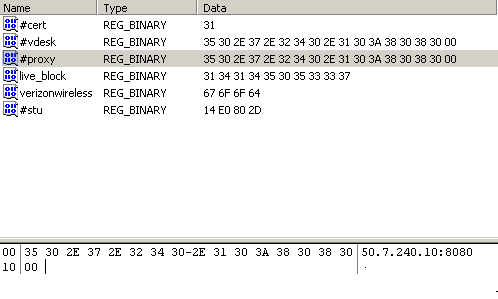 Name Type Data
#cert REG_BINARY 31
#vdesk REG_BINARY 35 30 2E 37 2E 32 34 30 2E 31 30 3A 38 30 38 30 00
#proxy REG_BINARY 35 30 2E 37 2E 32 34 30 2E 31 30 3A 38 30 38 30 00
live_block REG_BINARY 31 34 31 34 35 30 35 33 33 37
verizonwireless REG_BINARY 67 6F 6F 64
#stu REG_BINARY 14 E0 80 2D
00 35 30 2E 37 2E 32 34 30-2E 31 30 3A 38 30 38 30 50.7.240.10:8080
10 00 .